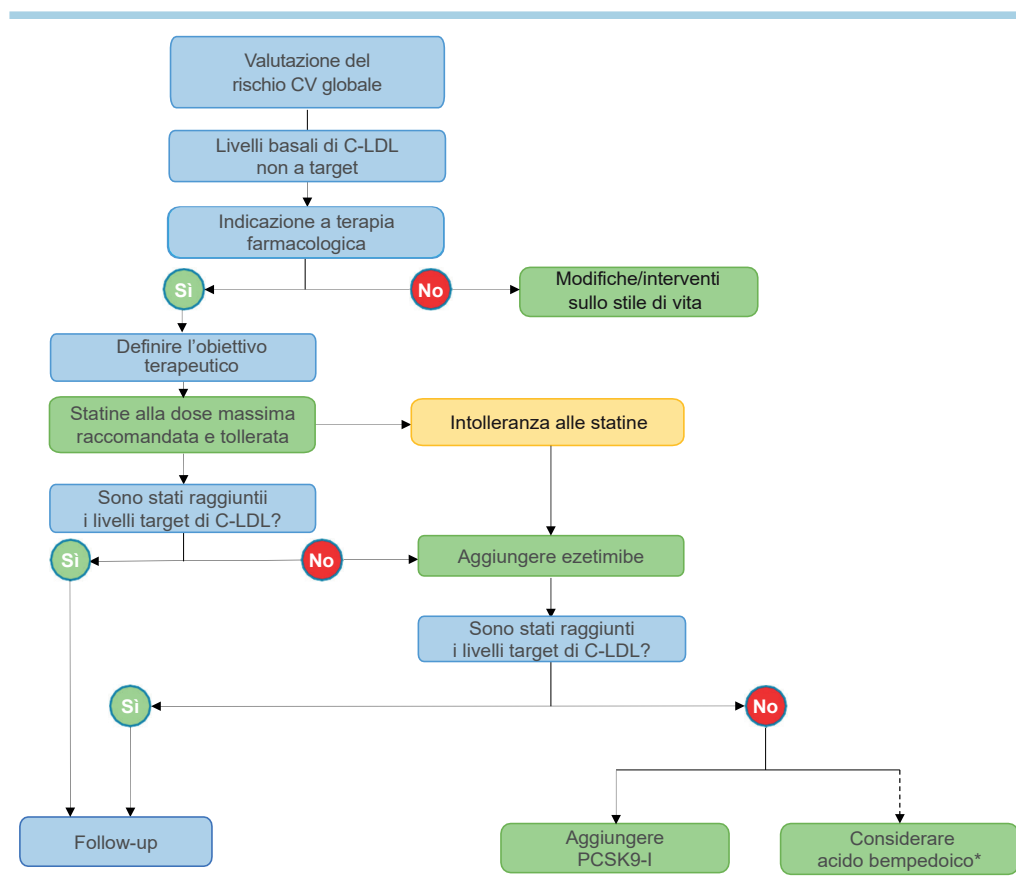 Valutazione del
rischio CV globale
Livelli basali di C-LDL
non a target
Indicazione a terapia
farmacologica
Sì
No
Modifiche/interventi
sullo stile di vita
Definire l’obiettivo
terapeutico
Statine alla dose massima
raccomandata e tollerata
Intolleranza alle statine
Sono stati raggiuntii
i livelli target di C-LDL?
Sì
No
Aggiungere ezetimibe
Sono stati raggiunti
i livelli target di C-LDL?
Sì
No
Follow-up
Aggiungere
PCSK9-I
Considerare
acido bempedoico*